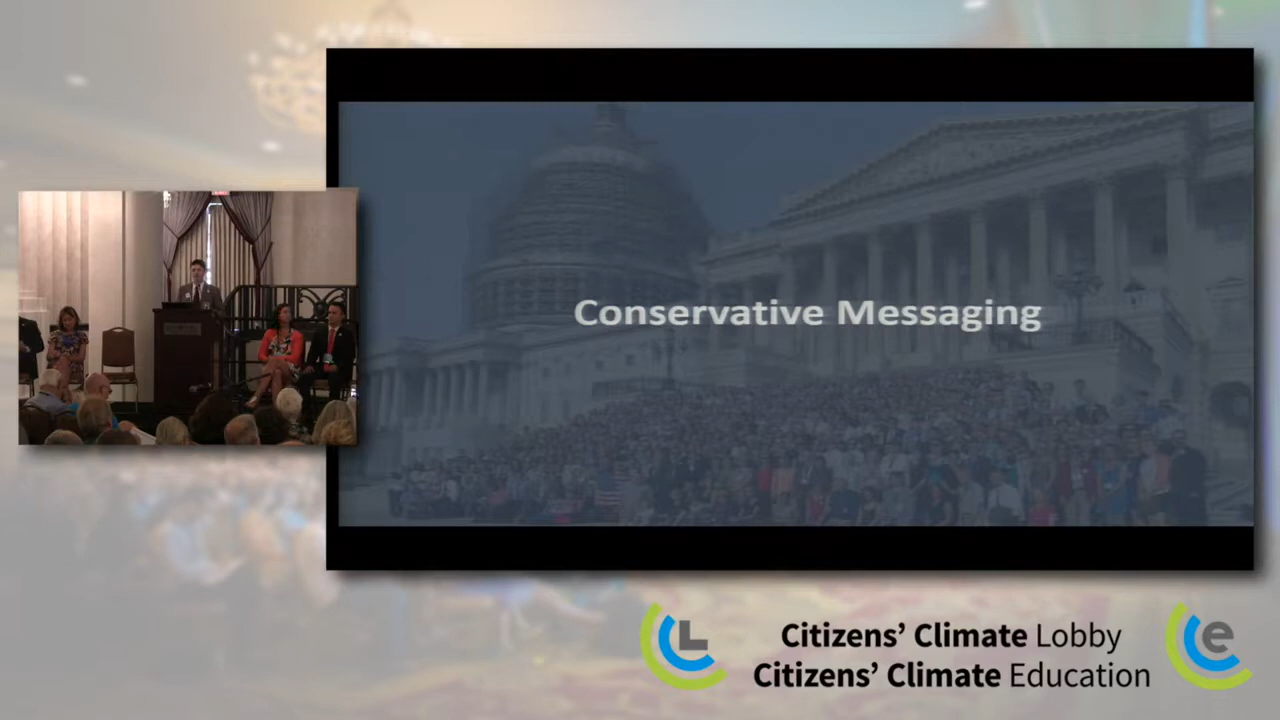 Conservative Messaging
L
Citizens’ Climate Lobby
Citizens’ Climate Education
e